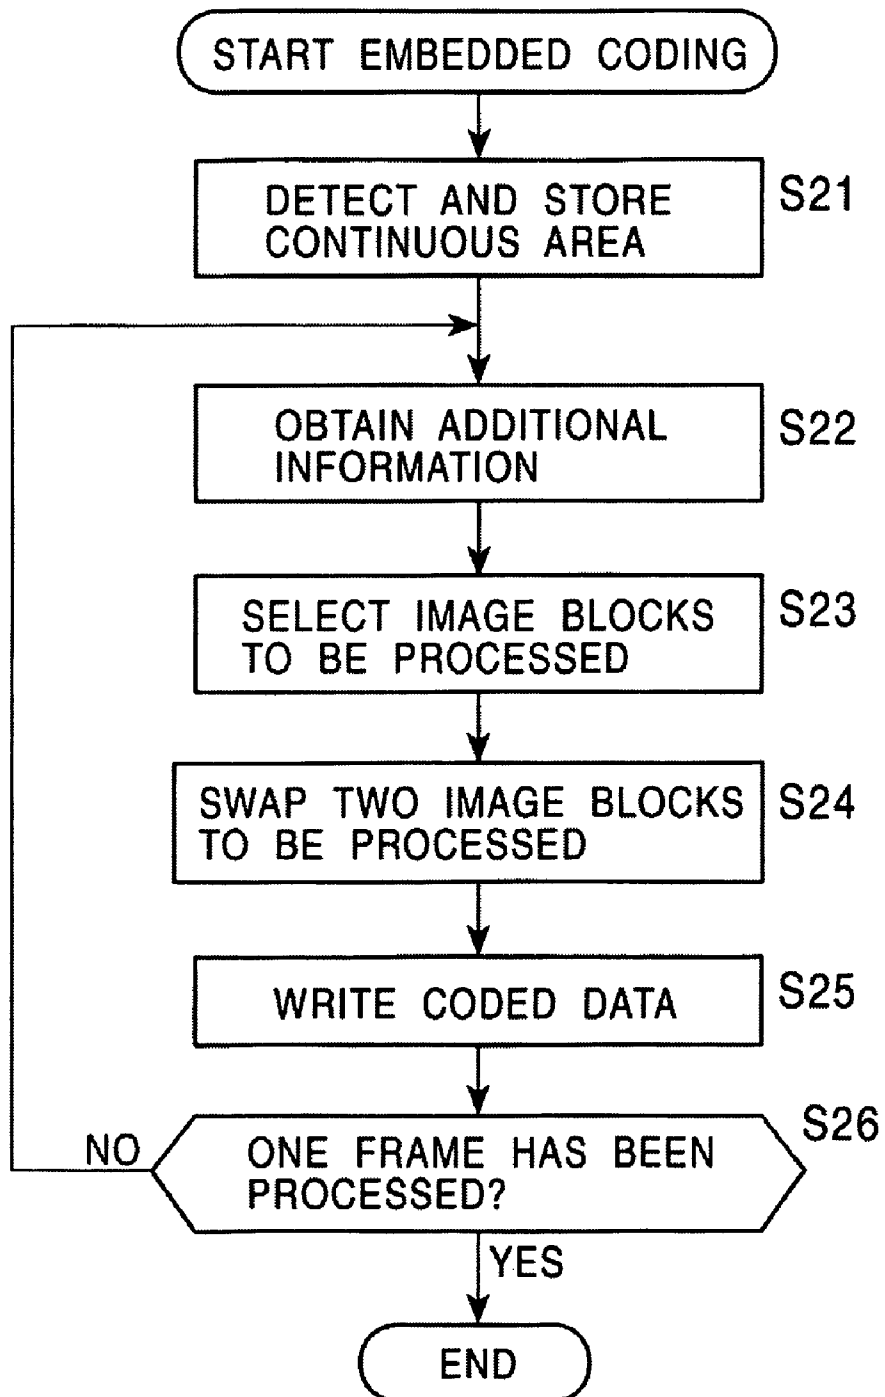 START EMBEDDED CODING
DETECT AND STORE
CONTINUOUS AREA
S21
OBTAIN ADDITIONAL
INFORMATION
S22
SELECT IMAGE BLOCKS
TO BE PROCESSED
S23
SWAP TWO IMAGE BLOCKS
TO BE PROCESSED
S24
WRITE CODED DATA
S25
ONE FRAME HAS BEEN
PROCESSED?
S26
NO
YES
END